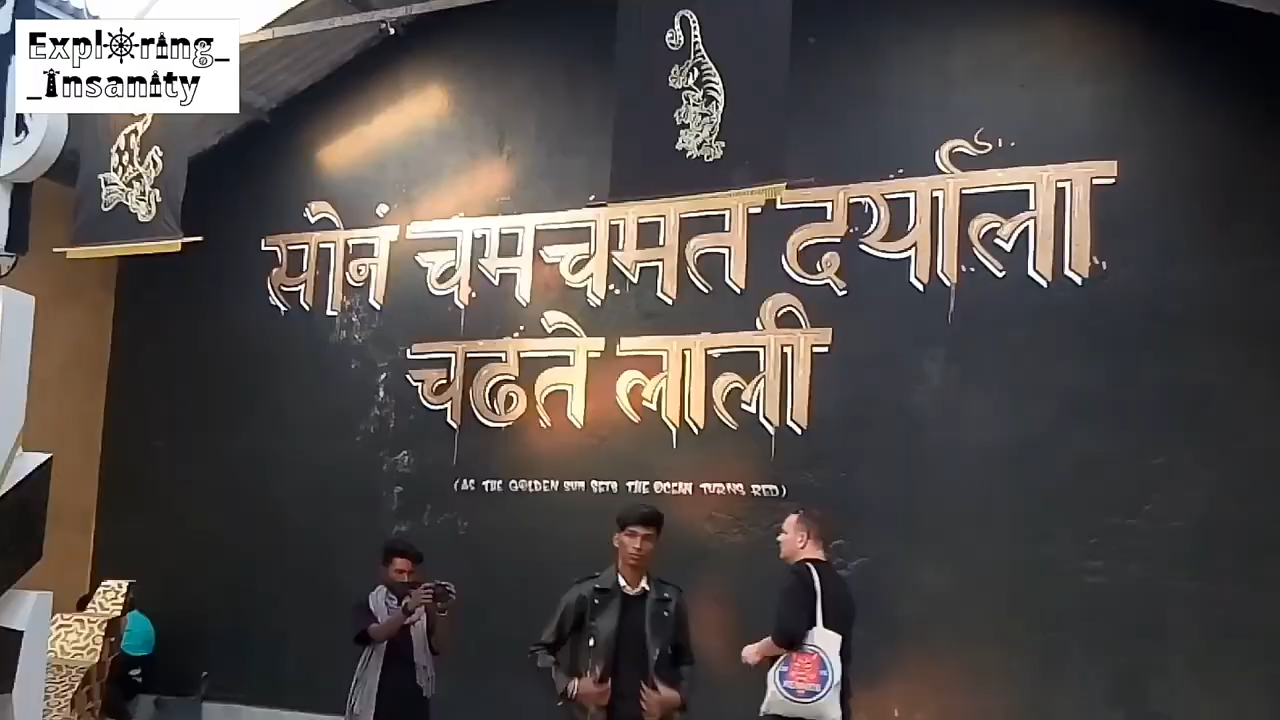 Exploring_
_Insanity
सोनं चमचमत दर्याला
चढते लाली
(AS THE GOLDEN SUN SETS THE OCEAN TURNS RED)